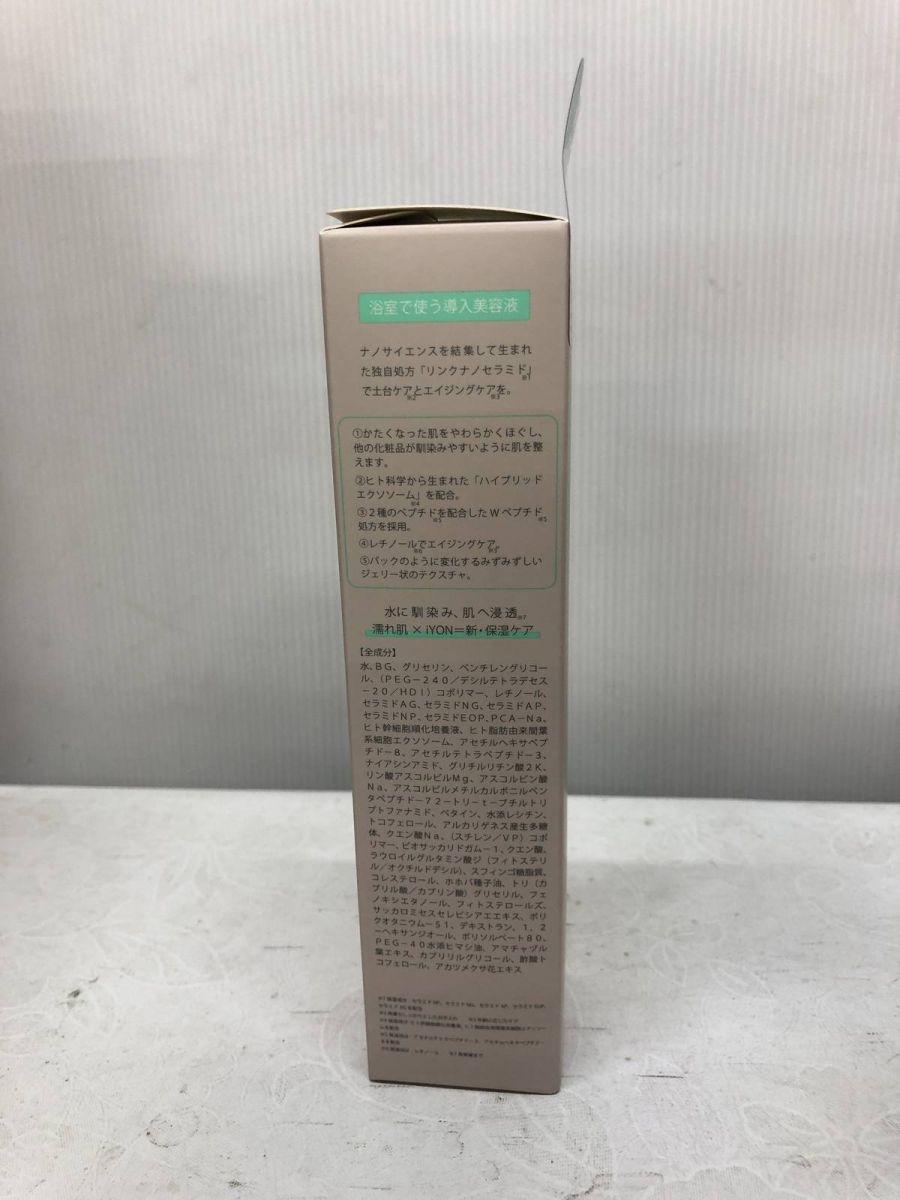 浴室で使う導入美容液
ナノサイエンスを結集して生まれ
た独自処方「リンクナノセラミド」
※1
で土台ケアとエイジングケアを。
※2 ※3
①かたくなった肌をやわらかくほぐし、
他の化粧品が馴染みやすいように肌を整
えます。
②ヒト科学から生まれた「ハイブリッド
エクソソーム」を配合。
※4
③2種のペプチドを配合したWペプチド
※5 ※5
処方を採用。
④レチノールでエイジングケア。
※6 ※3
⑤パックのように変化するみずみずしい
ジェリー状のテクスチャ。
水に馴染み、肌へ浸透※7
濡れ肌×iYON=新・保湿ケア
【全成分】
水、BG、グリセリン、ペンチレングリコー
ル、(PEG-240/デシルテトラデセス
-20/HDI)コポリマー、レチノール、
セラミドAG、セラミドNG、セラミドAP、
セラミドNP、セラミドEOP、PCA-Na、
ヒト幹細胞順化培養液、ヒト脂肪由来間葉
系細胞エクソソーム、アセチルヘキサペプ
チド-8、アセチルテトラペプチド-3、
ナイアシンアミド、グリチルリチン酸2K、
リン酸アスコルビルMg、アスコルビン酸
Na、アスコルビルメチルカルボニルペン
タペプチド-72-トリ-t-ブチルトリ
プトファナミド、ベタイン、水添レシチン、
トコフェロール、アルカリゲネス産生多糖
体、クエン酸Na、(スチレン/VP)コポ
リマー、ビオサッカリドガム-1、クエン酸、
ラウロイルグルタミン酸ジ(フィトステリ
ル/オクチルドデシル)、スフィンゴ糖脂質、
コレステロール、ホホバ種子油、トリ(カ
プリル酸/カプリン酸)グリセリル、フェ
ノキシエタノール、フィトステロールズ、
サッカロミセスセレビシアエエキス、ポリ
クオタニウム-51、デキストラン、1,2
-ヘキサンジオール、ポリソルベート80、
PEG-40水添ヒマシ油、アマチャヅル
葉エキス、カプリリルグリコール、酢酸ト
コフェロール、アカツメクサ花エキス